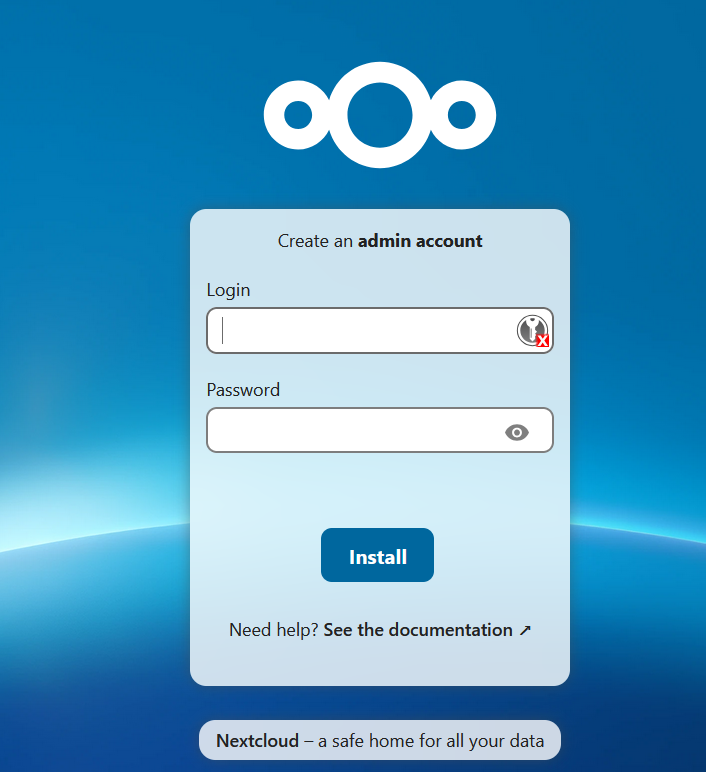 Create an admin account
Login
Password
Install
Need help? See the documentation ↗
Nextcloud – a safe home for all your data